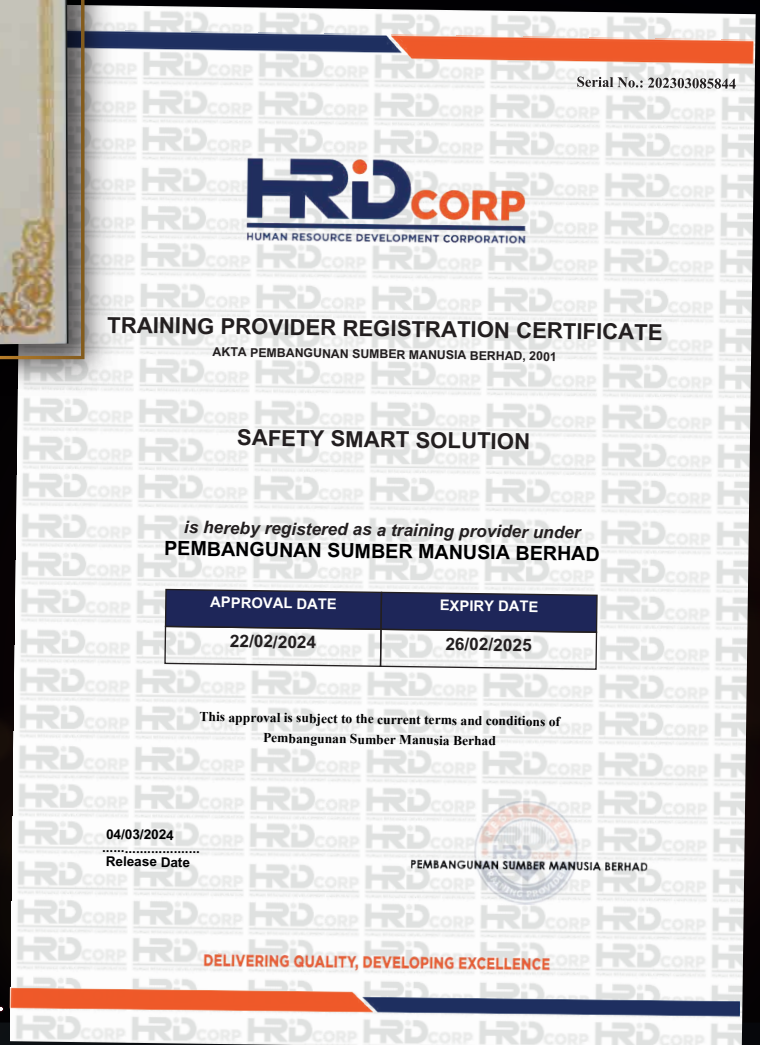 Serial No.: 202303085844
HRD CORP
HUMAN RESOURCE DEVELOPMENT CORPORATION
TRAINING PROVIDER REGISTRATION CERTIFICATE
AKTA PEMBANGUNAN SUMBER MANUSIA BERHAD, 2001
SAFETY SMART SOLUTION
is hereby registered as a training provider under
PEMBANGUNAN SUMBER MANUSIA BERHAD
APPROVAL DATE EXPIRY DATE
22/02/2024 26/02/2025
This approval is subject to the current terms and conditions of
Pembangunan Sumber Manusia Berhad
04/03/2024
........................
Release Date
PEMBANGUNAN SUMBER MANUSIA BERHAD
DELIVERING QUALITY, DEVELOPING EXCELLENCE